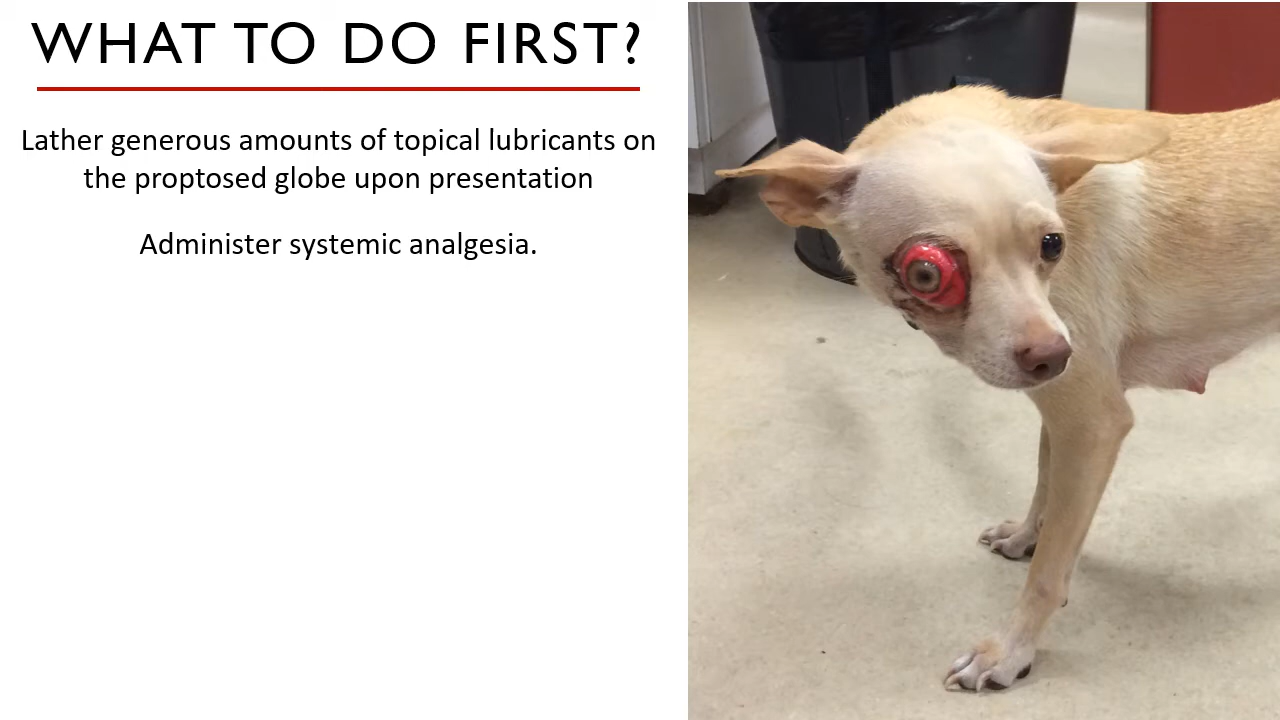 WHAT TO DO FIRST?
Lather generous amounts of topical lubricants on
the proptosed globe upon presentation
Administer systemic analgesia.